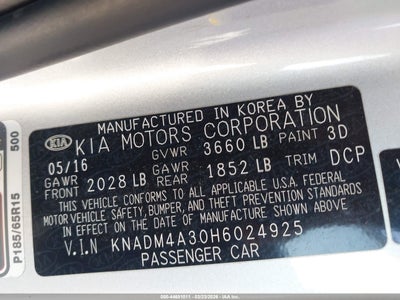 MANUFACTURED IN KOREA BY
KIA KIA MOTORS CORPORATION
05/16 GVWR 3660 LB PAINT 3D
GAWR FRONT 2028 LB GAWR REAR 1852 LB TRIM DCP
THIS VEHICLE CONFORMS TO ALL APPLICABLE U.S. FEDERAL
MOTOR VEHICLE SAFETY, BUMPER, AND THEFT PREVENTION STANDARDS
IN EFFECT ON THE DATE OF MANUFACTURE SHOWN ABOVE.
V.I.N KNADM4A30H6024925
PASSENGER CAR
P185/65R15
500